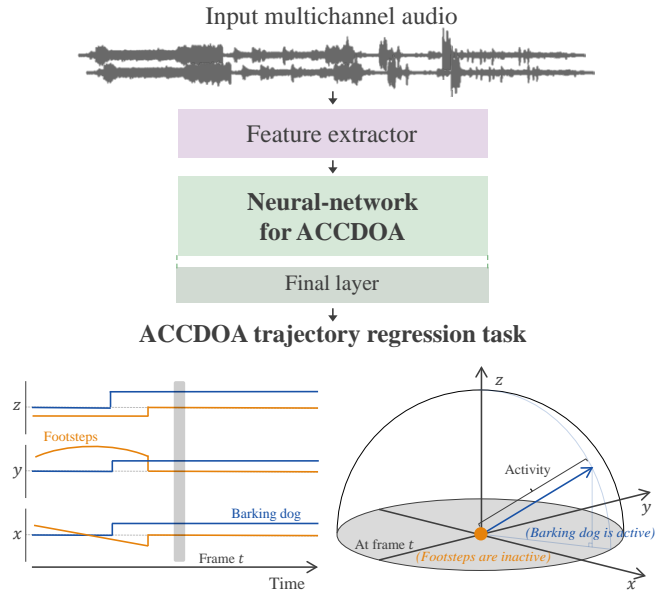 Input multichannel audio
Feature extractor
Neural-network
for ACCDOA
Final layer
ACCDOA trajectory regression task
z
Footsteps
y
Barking dog
x
Frame t
Time
z
Activity
y
(Barking dog is active)
At frame t
(Footsteps are inactive)
x